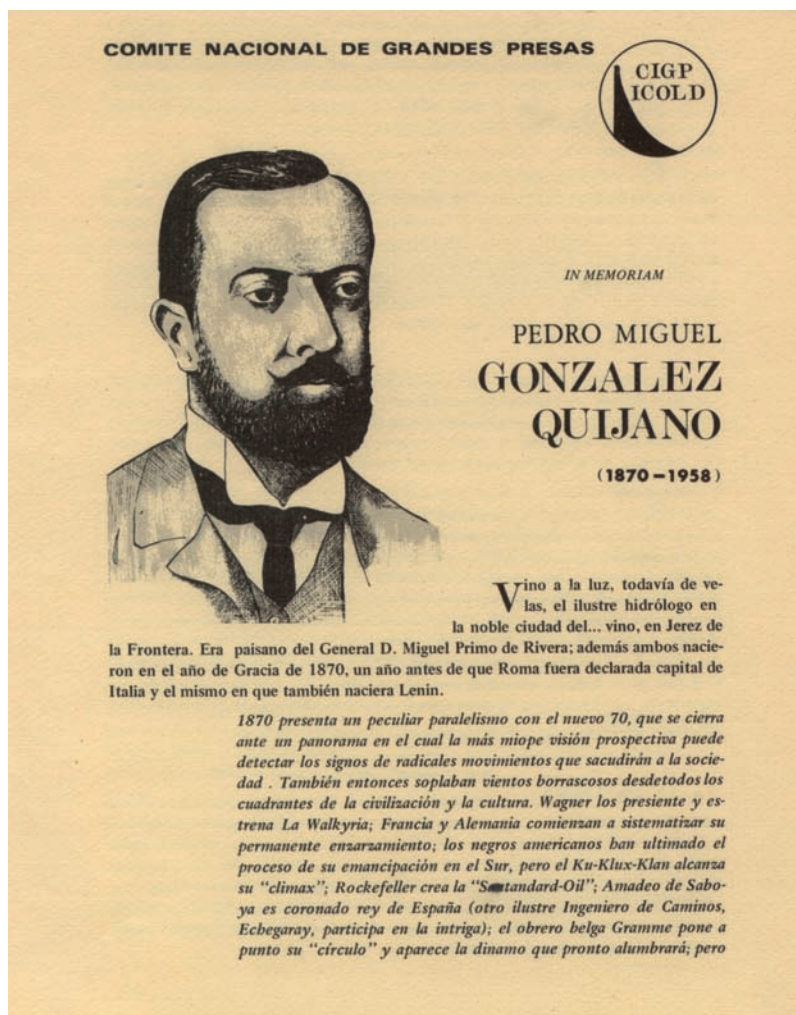 COMITE NACIONAL DE GRANDES PRESAS
CIGP
ICOLD
IN MEMORIAM
PEDRO MIGUEL
GONZALEZ
QUIJANO
(1870-1958)
Vino a la luz, todavía de ve-
las, el ilustre hidrólogo en
la noble ciudad del... vino, en Jerez de
la Frontera. Era paisano del General D. Miguel Primo de Rivera; además ambos nacie-
ron en el año de Gracia de 1870, un año antes de que Roma fuera declarada capital de
Italia y el mismo en que también naciera Lenin.
1870 presenta un peculiar paralelismo con el nuevo 70, que se cierra
ante un panorama en el cual la más miope visión prospectiva puede
detectar los signos de radicales movimientos que sacudirán a la socie-
dad . También entonces soplaban vientos borrascosos desdetodos los
cuadrantes de la civilización y la cultura. Wagner los presiente y es-
trena La Walkyria; Francia y Alemania comienzan a sistematizar su
permanente enzarzamiento; los negros americanos han ultimado el
proceso de su emancipación en el Sur, pero el Ku-Klux-Klan alcanza
su "climax"; Rockefeller crea la "Standard-Oil"; Amadeo de Sabo-
ya es coronado rey de España (otro ilustre Ingeniero de Caminos,
Echegaray, participa en la intriga); el obrero belga Gramme pone a
punto su "círculo" y aparece la dinamo que pronto alumbrará; pero